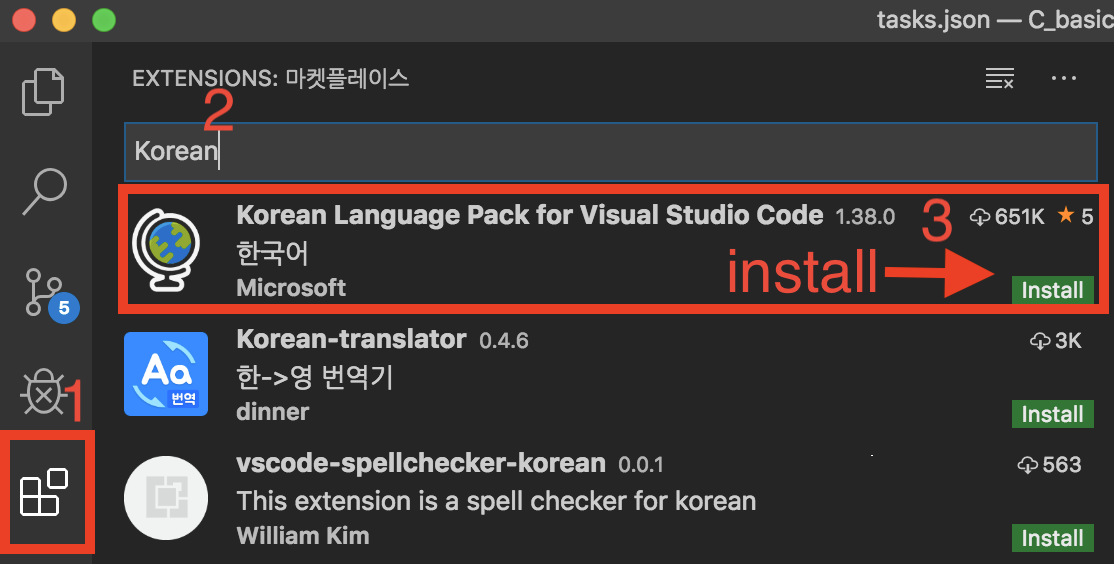 tasks.json — C_basic
EXTENSIONS: 마켓플레이스
2
Korean
Korean Language Pack for Visual Studio Code 1.38.0 651K ★ 5
한국어
3
install
Microsoft
Install
5
Korean-translator 0.4.6 3K
Aa
번역
한->영 번역기
1
dinner
Install
vscode-spellchecker-korean 0.0.1 563
This extension is a spell checker for korean
William Kim
Install